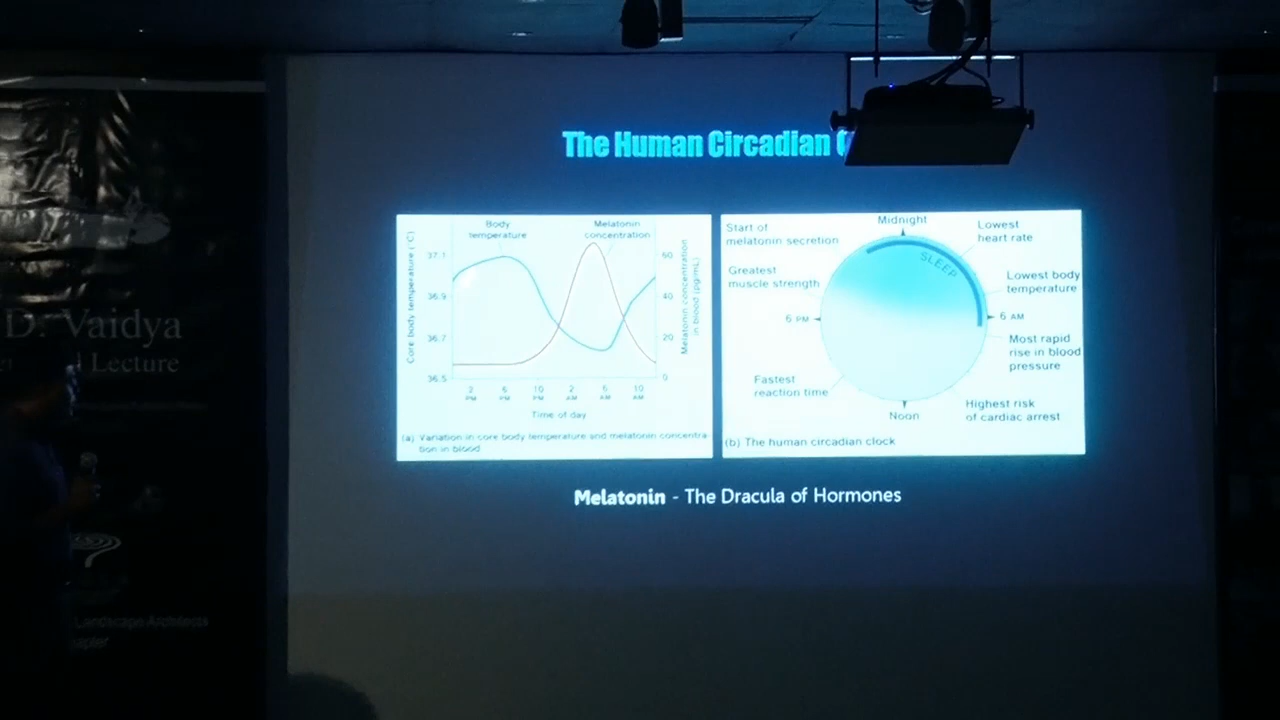 The Human Circadian
Body
temperature
Melatonin
concentration
Core body temperature (°C)
37.1
36.9
36.7
36.5
60
40
20
0
Melatonin concentration
in blood (pg/mL)
2
PM
6
PM
10
PM
2
AM
6
AM
10
AM
Time of day
(a) Variation in core body temperature and melatonin concentra-
tion in blood
Start of
melatonin secretion
Midnight
Lowest
heart rate
Greatest
muscle strength
SLEEP
Lowest body
temperature
6 PM
6 AM
Most rapid
rise in blood
pressure
Fastest
reaction time
Noon
Highest risk
of cardiac arrest
(b) The human circadian clock
Melatonin - The Dracula of Hormones
Vaidya
Lecture
Landscape Architects